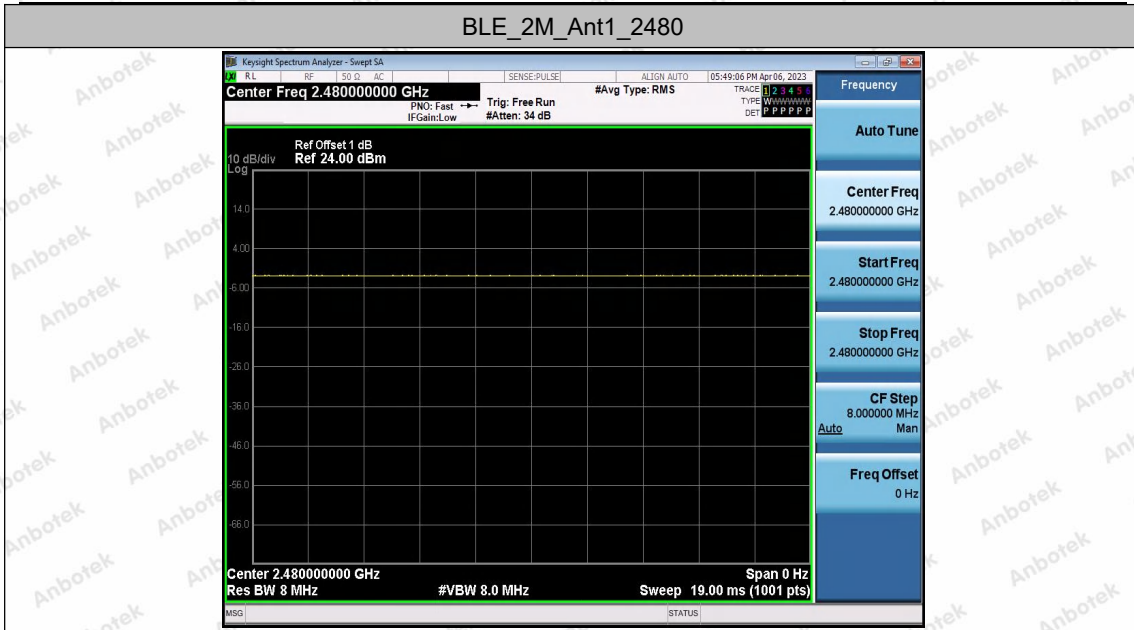 BLE_2M_Ant1_2480
Keysight Spectrum Analyzer - Swept SA
RL RF 50 Ω AC SENSE:PULSE ALIGN AUTO 05:49:06 PM Apr 06, 2023
Center Freq 2.480000000 GHz #Avg Type: RMS TRACE 1 2 3 4 5 6
PNO: Fast Trig: Free Run TYPE WWWWWW
IFGain:Low #Atten: 34 dB DET P P P P P P
Ref Offset 1 dB
10 dB/div Ref 24.00 dBm
Log
14.0
4.00
-6.00
-16.0
-26.0
-36.0
-46.0
-56.0
-66.0
Center 2.480000000 GHz Span 0 Hz
Res BW 8 MHz #VBW 8.0 MHz Sweep 19.00 ms (1001 pts)
MSG STATUS
Frequency
Auto Tune
Center Freq
2.480000000 GHz
Start Freq
2.480000000 GHz
Stop Freq
2.480000000 GHz
CF Step
8.000000 MHz
Auto Man
Freq Offset
0 Hz
Anbotek